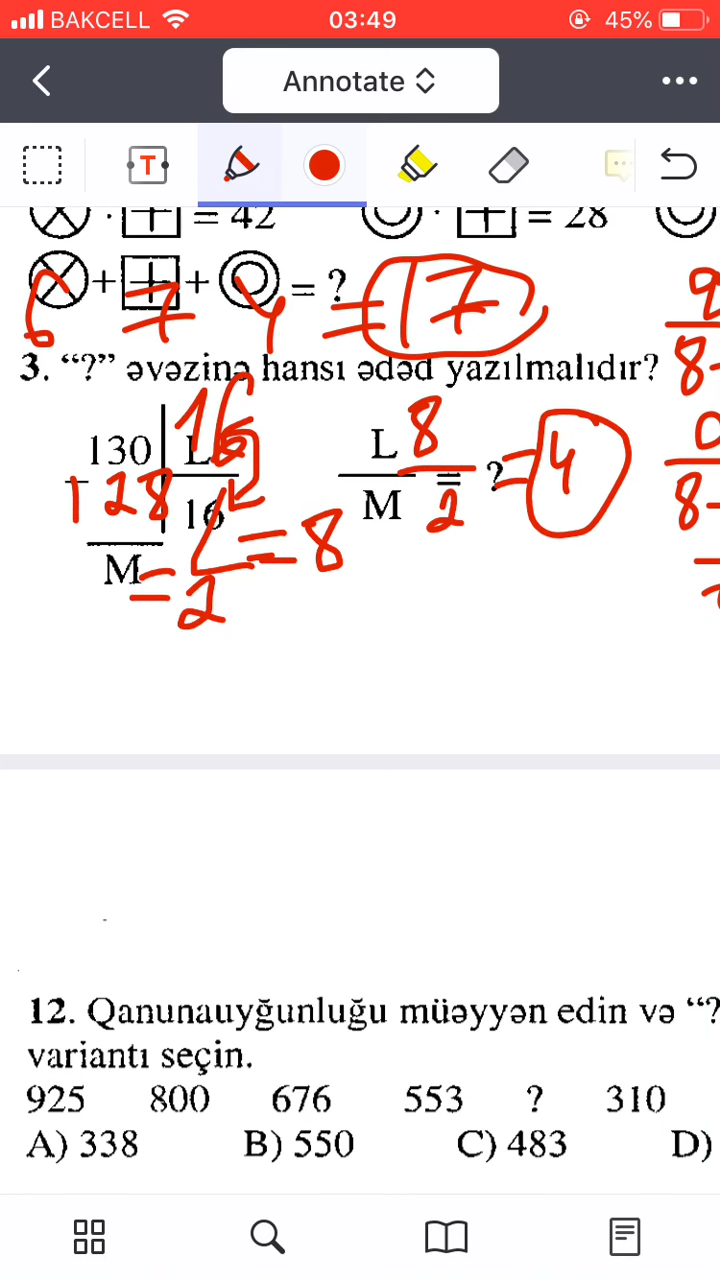 BAKCELL 03:49 45%
Annotate
T
· = 42 · = 28
+ + = ? = 17
6 7 4
3. “?” əvəzinə hansı ədəd yazılmalıdır?
130 L 16
128 16
M = 2
L = 8
L 8
M = 2 ? = 4
8-
8-
12. Qanunauyğunluğu müəyyən edin və “?
variantı seçin.
925 800 676 553 ? 310
A) 338 B) 550 C) 483 D)